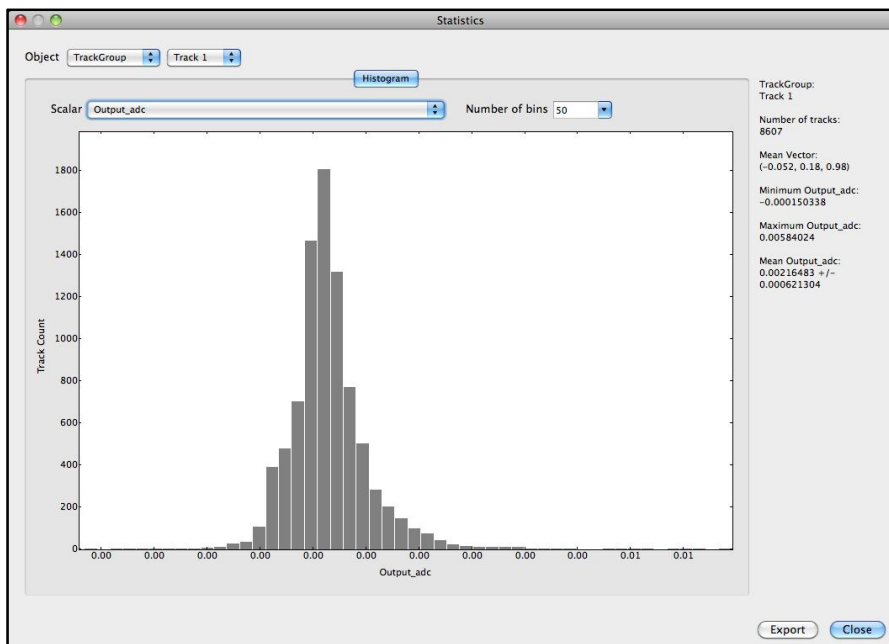 Statistics
Object TrackGroup Track 1
Histogram
Scalar Output_adc Number of bins 50
1800
1600
1400
1200
1000
800
600
400
200
0
Track Count
0.00 0.00 0.00 0.00 0.00 0.00 0.00 0.00 0.00 0.00 0.01 0.01
Output_adc
TrackGroup:
Track 1
Number of tracks:
8607
Mean Vector:
(-0.052, 0.18, 0.98)
Minimum Output_adc:
-0.000150338
Maximum Output_adc:
0.00584024
Mean Output_adc:
0.00216483 +/-
0.000621304
Export Close